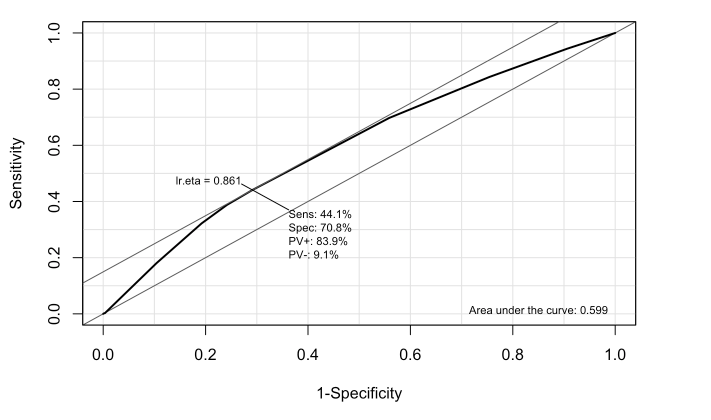 1.0
0.8
0.6
0.4
0.2
0.0
Sensitivity
lr.eta = 0.861
Sens: 44.1%
Spec: 70.8%
PV+: 83.9%
PV-: 9.1%
Area under the curve: 0.599
0.0 0.2 0.4 0.6 0.8 1.0
1-Specificity